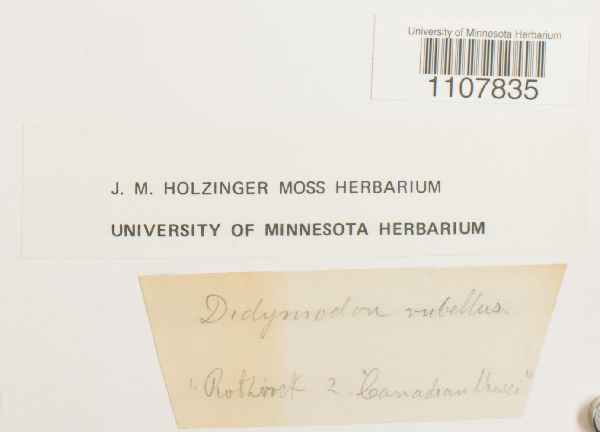 University of Minnesota Herbarium
1107835
J. M. HOLZINGER MOSS HERBARIUM
UNIVERSITY OF MINNESOTA HERBARIUM
Didymodon rubellus.
"Rothrock 2 Canadian Musci"